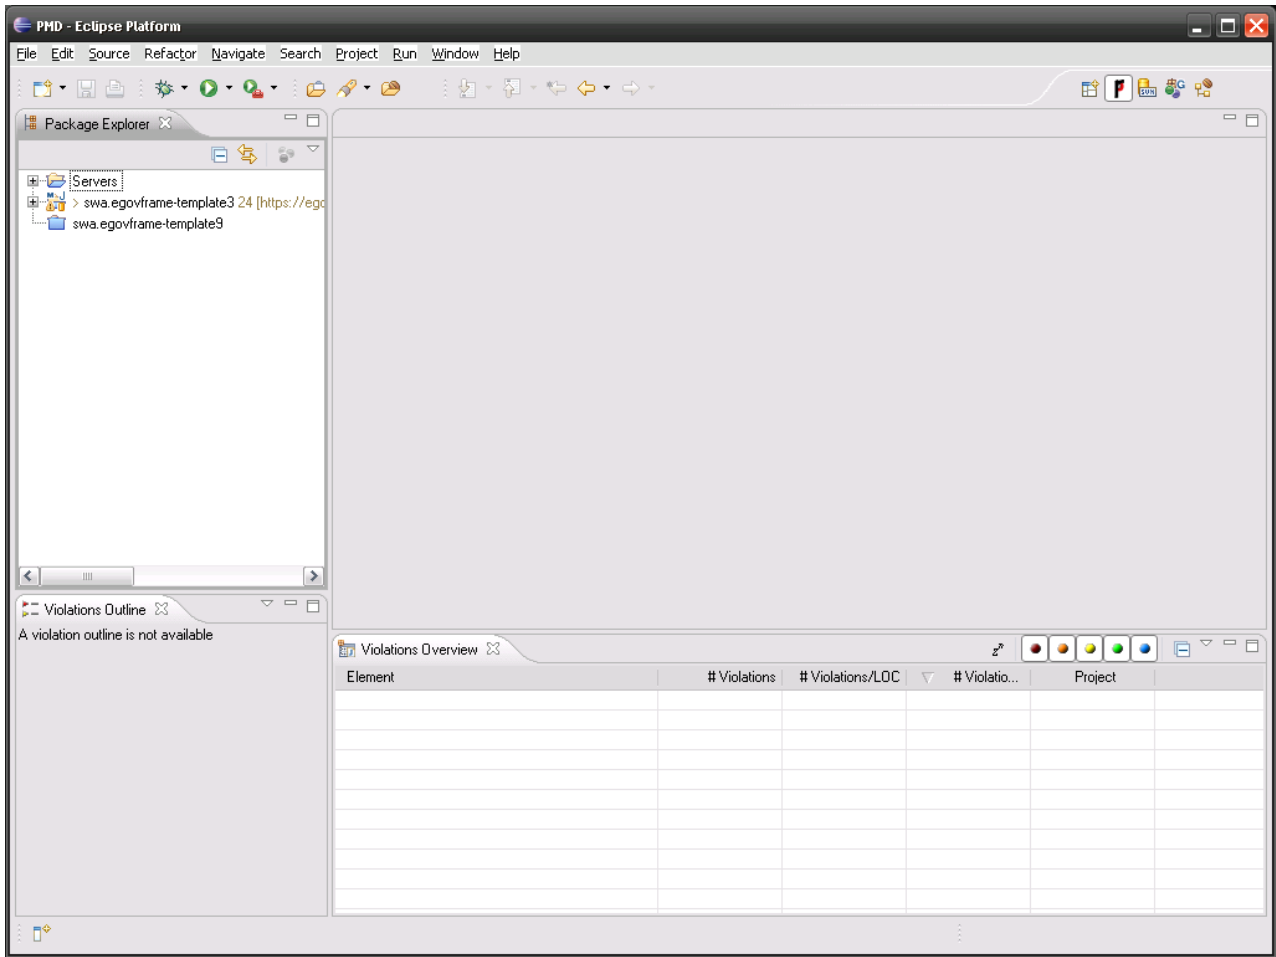 PMD - Eclipse Platform
File Edit Source Refactor Navigate Search Project Run Window Help
Package Explorer
Servers
> swa.egovframe-template3 24 [https://ego
swa.egovframe-template9
Violations Outline
A violation outline is not available
Violations Overview
Element # Violations # Violations/LOC # Violatio... Project